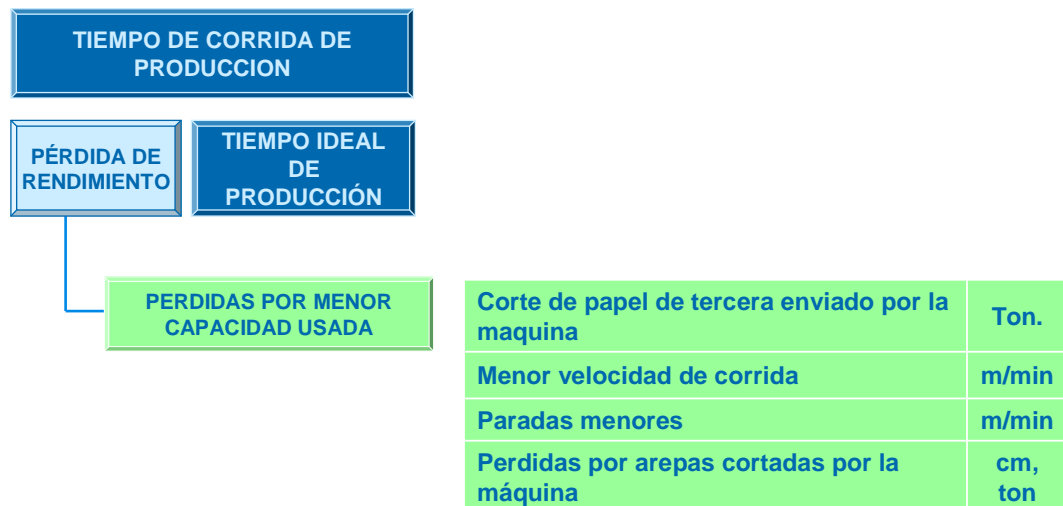 TIEMPO DE CORRIDA DE
PRODUCCION
PÉRDIDA DE
RENDIMIENTO
TIEMPO IDEAL
DE
PRODUCCIÓN
PERDIDAS POR MENOR
CAPACIDAD USADA
Corte de papel de tercera enviado por la
maquina
Ton.
Menor velocidad de corrida
m/min
Paradas menores
m/min
Perdidas por arepas cortadas por la
máquina
cm,
ton